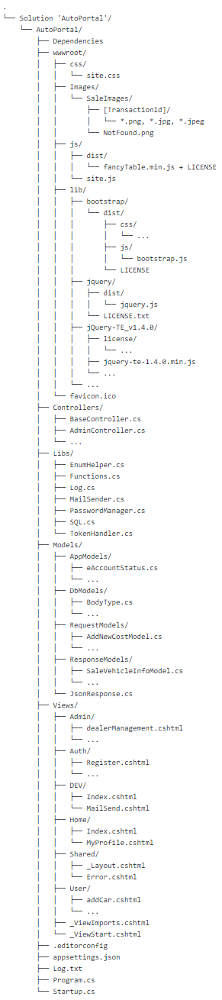 .
└── Solution 'AutoPortal'/
    └── AutoPortal/
        ├── Dependencies
        ├── wwwroot/
        │   ├── css/
        │   │   └── site.css
        │   ├── Images/
        │   │   └── SaleImages/
        │   │       ├── [TransactionId]/
        │   │       │   └── *.png, *.jpg, *.jpeg
        │   │       └── NotFound.png
        │   ├── js/
        │   │   ├── dist/
        │   │   │   └── fancyTable.min.js + LICENSE
        │   │   └── site.js
        │   ├── lib/
        │   │   ├── bootstrap/
        │   │   │   └── dist/
        │   │   │       ├── css/
        │   │   │       │   └── ...
        │   │   │       ├── js/
        │   │   │       │   └── bootstrap.js
        │   │   │       └── LICENSE
        │   │   ├── jquery/
        │   │   │   ├── dist/
        │   │   │   │   └── jquery.js
        │   │   │   └── LICENSE.txt
        │   │   ├── jQuery-TE_v1.4.0/
        │   │   │   ├── license/
        │   │   │   │   └── ...
        │   │   │   ├── jquery-te-1.4.0.min.js
        │   │   │   └── ...
        │   │   └── ...
        │   └── favicon.ico
        ├── Controllers/
        │   ├── BaseController.cs
        │   ├── AdminController.cs
        │   └── ...
        ├── Libs/
        │   ├── EnumHelper.cs
        │   ├── Functions.cs
        │   ├── Log.cs
        │   ├── MailSender.cs
        │   ├── PasswordManager.cs
        │   ├── SQL.cs
        │   └── TokenHandler.cs
        ├── Models/
        │   ├── AppModels/
        │   │   ├── eAccountStatus.cs
        │   │   └── ...
        │   ├── DbModels/
        │   │   ├── BodyType.cs
        │   │   └── ...
        │   ├── RequestModels/
        │   │   ├── AddNewCostModel.cs
        │   │   └── ...
        │   ├── ResponseModels/
        │   │   ├── SaleVehicleInfoModel.cs
        │   │   └── ...
        │   └── JsonResponse.cs
        ├── Views/
        │   ├── Admin/
        │   │   ├── dealerManagement.cshtml
        │   │   └── ...
        │   ├── Auth/
        │   │   ├── Register.cshtml
        │   │   └── ...
        │   ├── DEV/
        │   │   ├── Index.cshtml
        │   │   └── MailSend.cshtml
        │   ├── Home/
        │   │   ├── Index.cshtml
        │   │   └── MyProfile.cshtml
        │   ├── Shared/
        │   │   ├── _Layout.cshtml
        │   │   └── Error.cshtml
        │   ├── User/
        │   │   ├── addCar.cshtml
        │   │   └── ...
        │   ├── _ViewImports.cshtml
        │   └── _ViewStart.cshtml
        ├── .editorconfig
        ├── appsettings.json
        ├── Log.txt
        ├── Program.cs
        └── Startup.cs